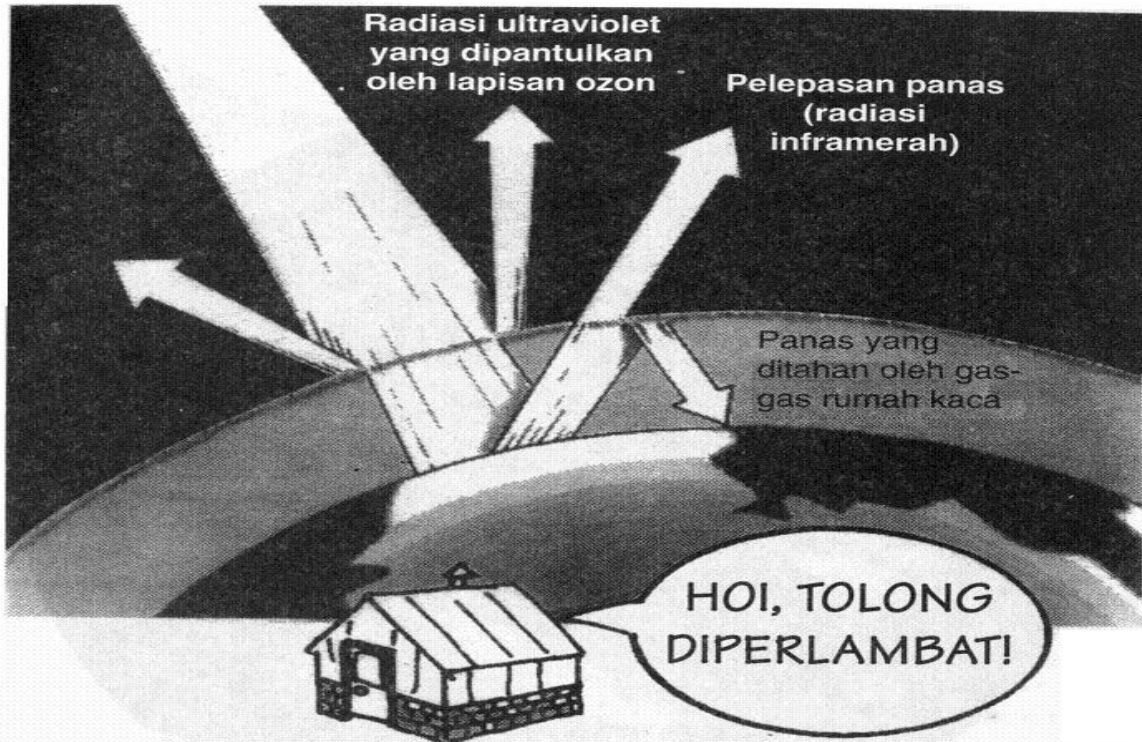 Radiasi ultraviolet
yang dipantulkan
oleh lapisan ozon
Pelepasan panas
(radiasi
inframerah)
Panas yang
ditahan oleh gas-
gas rumah kaca
HOI, TOLONG
DIPERLAMBAT!